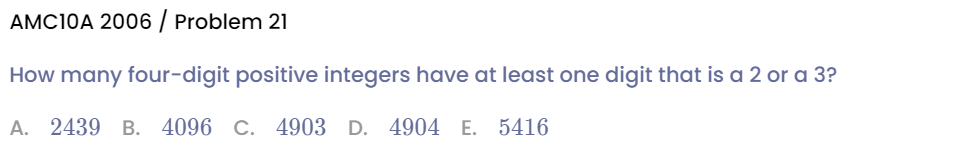 AMC10A 2006 / Problem 21
How many four-digit positive integers have at least one digit that is a 2 or a 3?
A. 2439 B. 4096 C. 4903 D. 4904 E. 5416